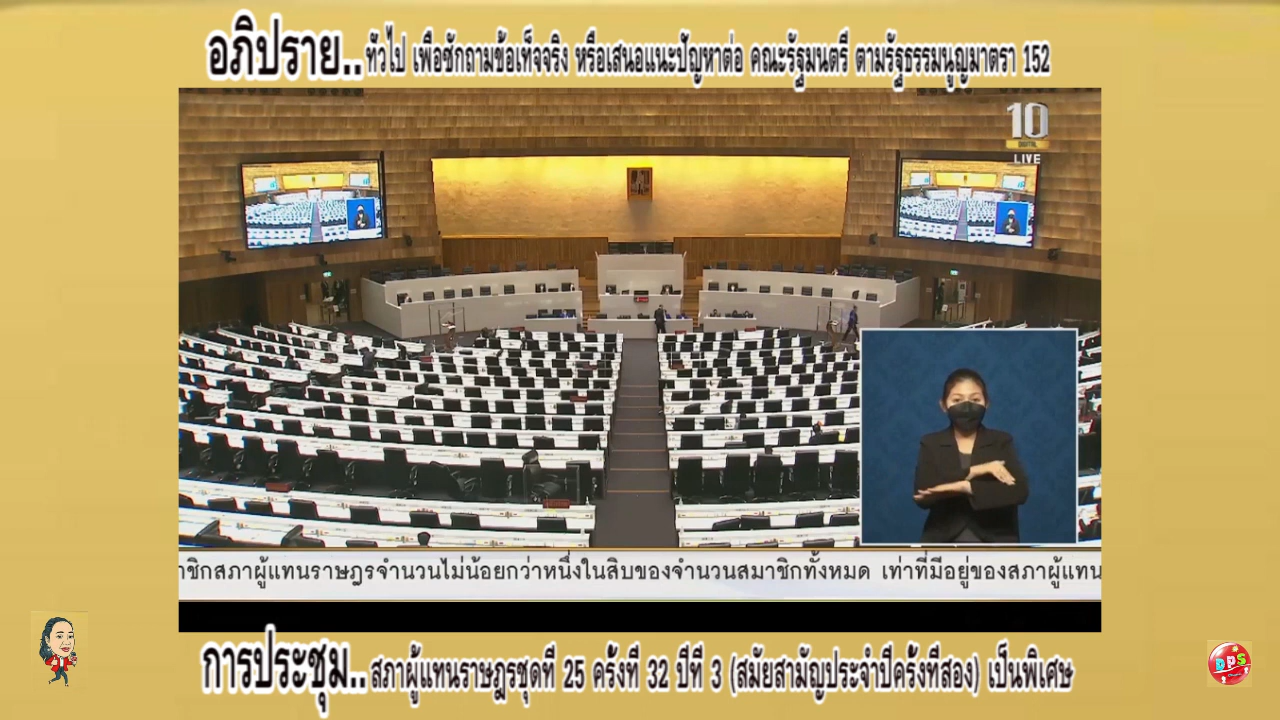 อภิปราย..ทั่วไป เพื่อซักถามข้อเท็จจริง หรือเสนอแนะปัญหาต่อ คณะรัฐมนตรี ตามรัฐธรรมนูญมาตรา 152
10
DIGITAL
LIVE
าชิกสภาผู้แทนราษฎรจำนวนไม่น้อยกว่าหนึ่งในสิบของจำนวนสมาชิกทั้งหมด เท่าที่มีอยู่ของสภาผู้แทน
การประชุม..สภาผู้แทนราษฎรชุดที่ 25 ครั้งที่ 32 ปีที่ 3 (สมัยสามัญประจำปีครั้งที่สอง) เป็นพิเศษ
DPS